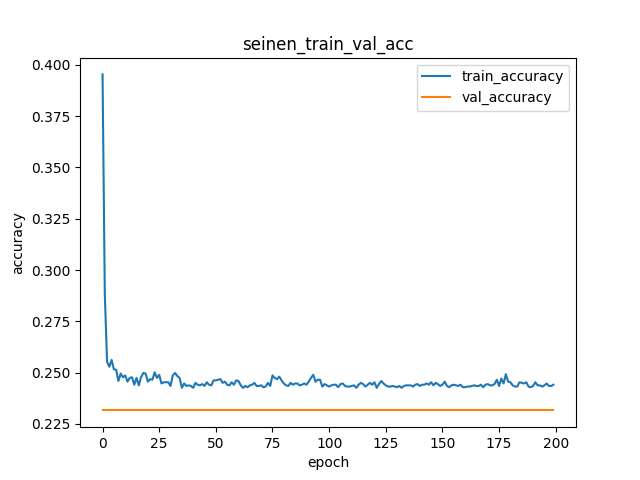 seinen_train_val_acc
train_accuracy
val_accuracy
accuracy
0.400
0.375
0.350
0.325
0.300
0.275
0.250
0.225
0 25 50 75 100 125 150 175 200
epoch